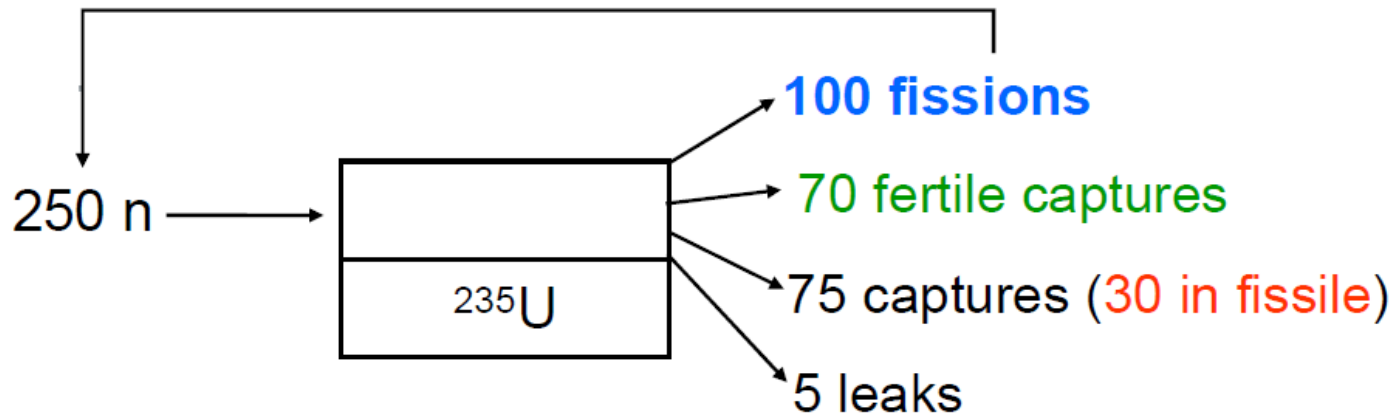 100 fissions
250 n
70 fertile captures
75 captures (30 in fissile)
²³⁵U
5 leaks